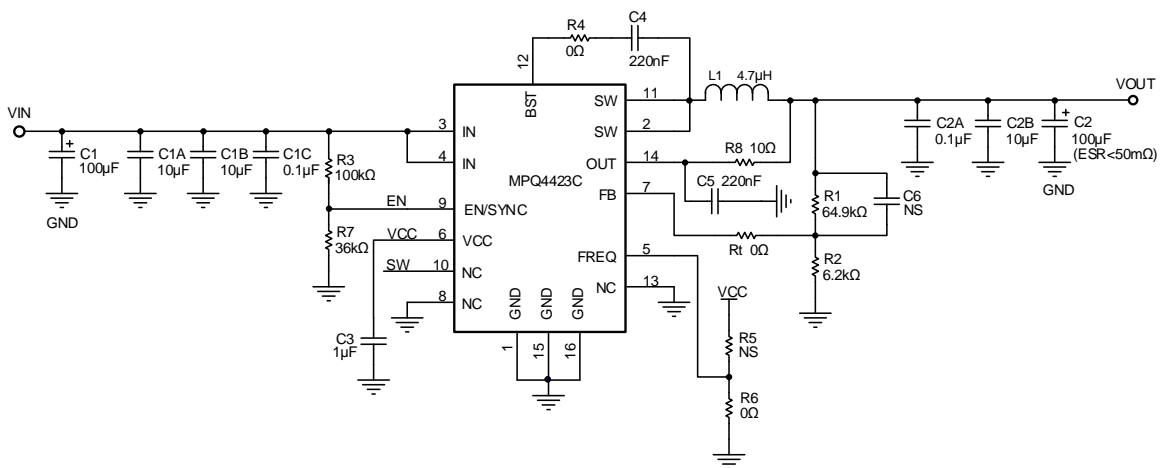 R4
0Ω
C4
220nF
12
BST
L1 4.7μH
VOUT
VIN
C1
100μF
GND
C1A
10μF
C1B
10μF
C1C
0.1μF
R3
100kΩ
R7
36kΩ
EN
VCC
SW
C3
1μF
3
IN
4
IN
9
EN/SYNC
6
VCC
10
NC
8
NC
MPQ4423C
SW
11
SW
2
OUT
14
FB
7
FREQ
5
NC
13
GND
GND
GND
1
15
16
R8 10Ω
C5 220nF
Rt 0Ω
R1
64.9kΩ
C6
NS
R2
6.2kΩ
C2A
0.1μF
C2B
10μF
C2
100μF
(ESR<50mΩ)
GND
VCC
R5
NS
R6
0Ω